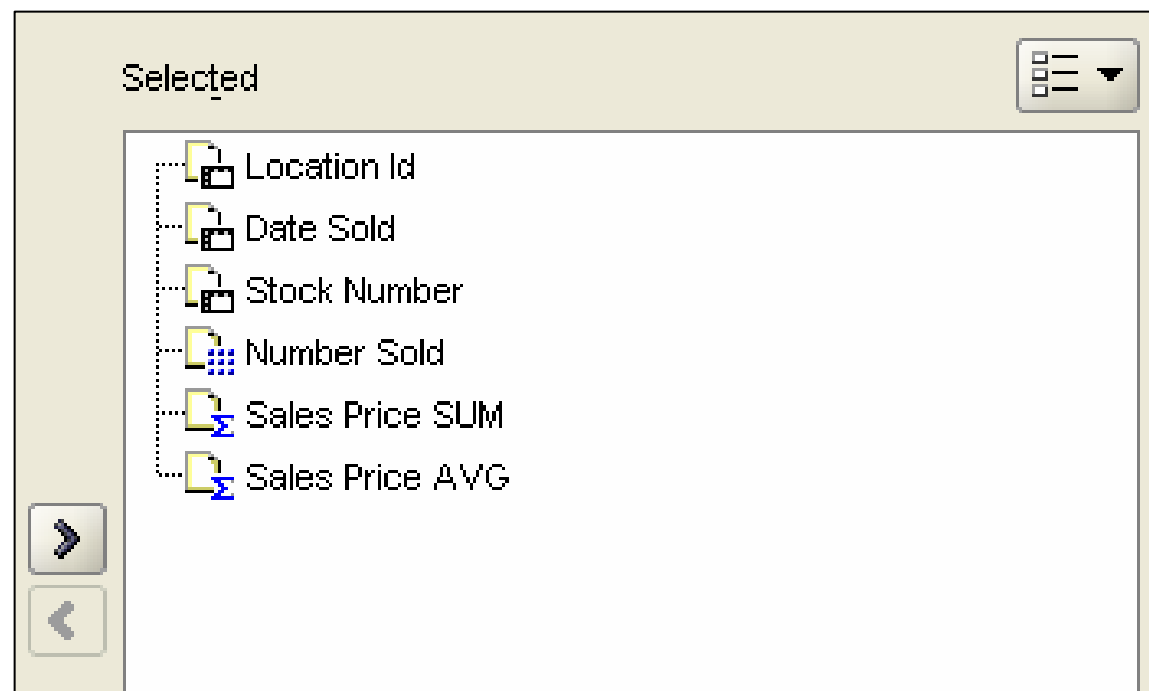 Selected
Location Id
Date Sold
Stock Number
Number Sold
Sales Price SUM
Sales Price AVG